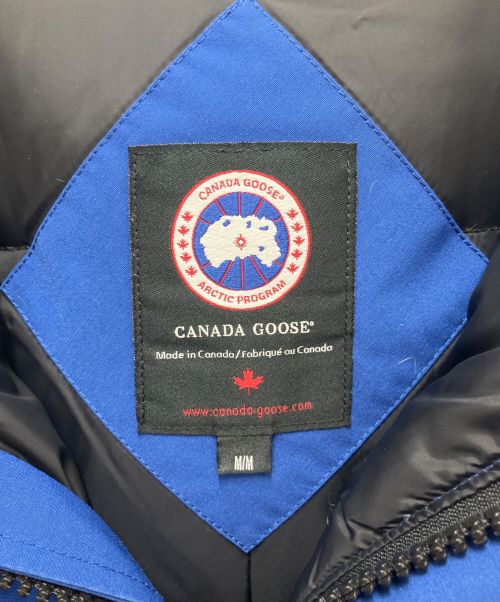 CANADA GOOSE®
ARCTIC PROGRAM
CANADA GOOSE®
Made in Canada/Fabriqué au Canada
www.canada-goose.com
M/M